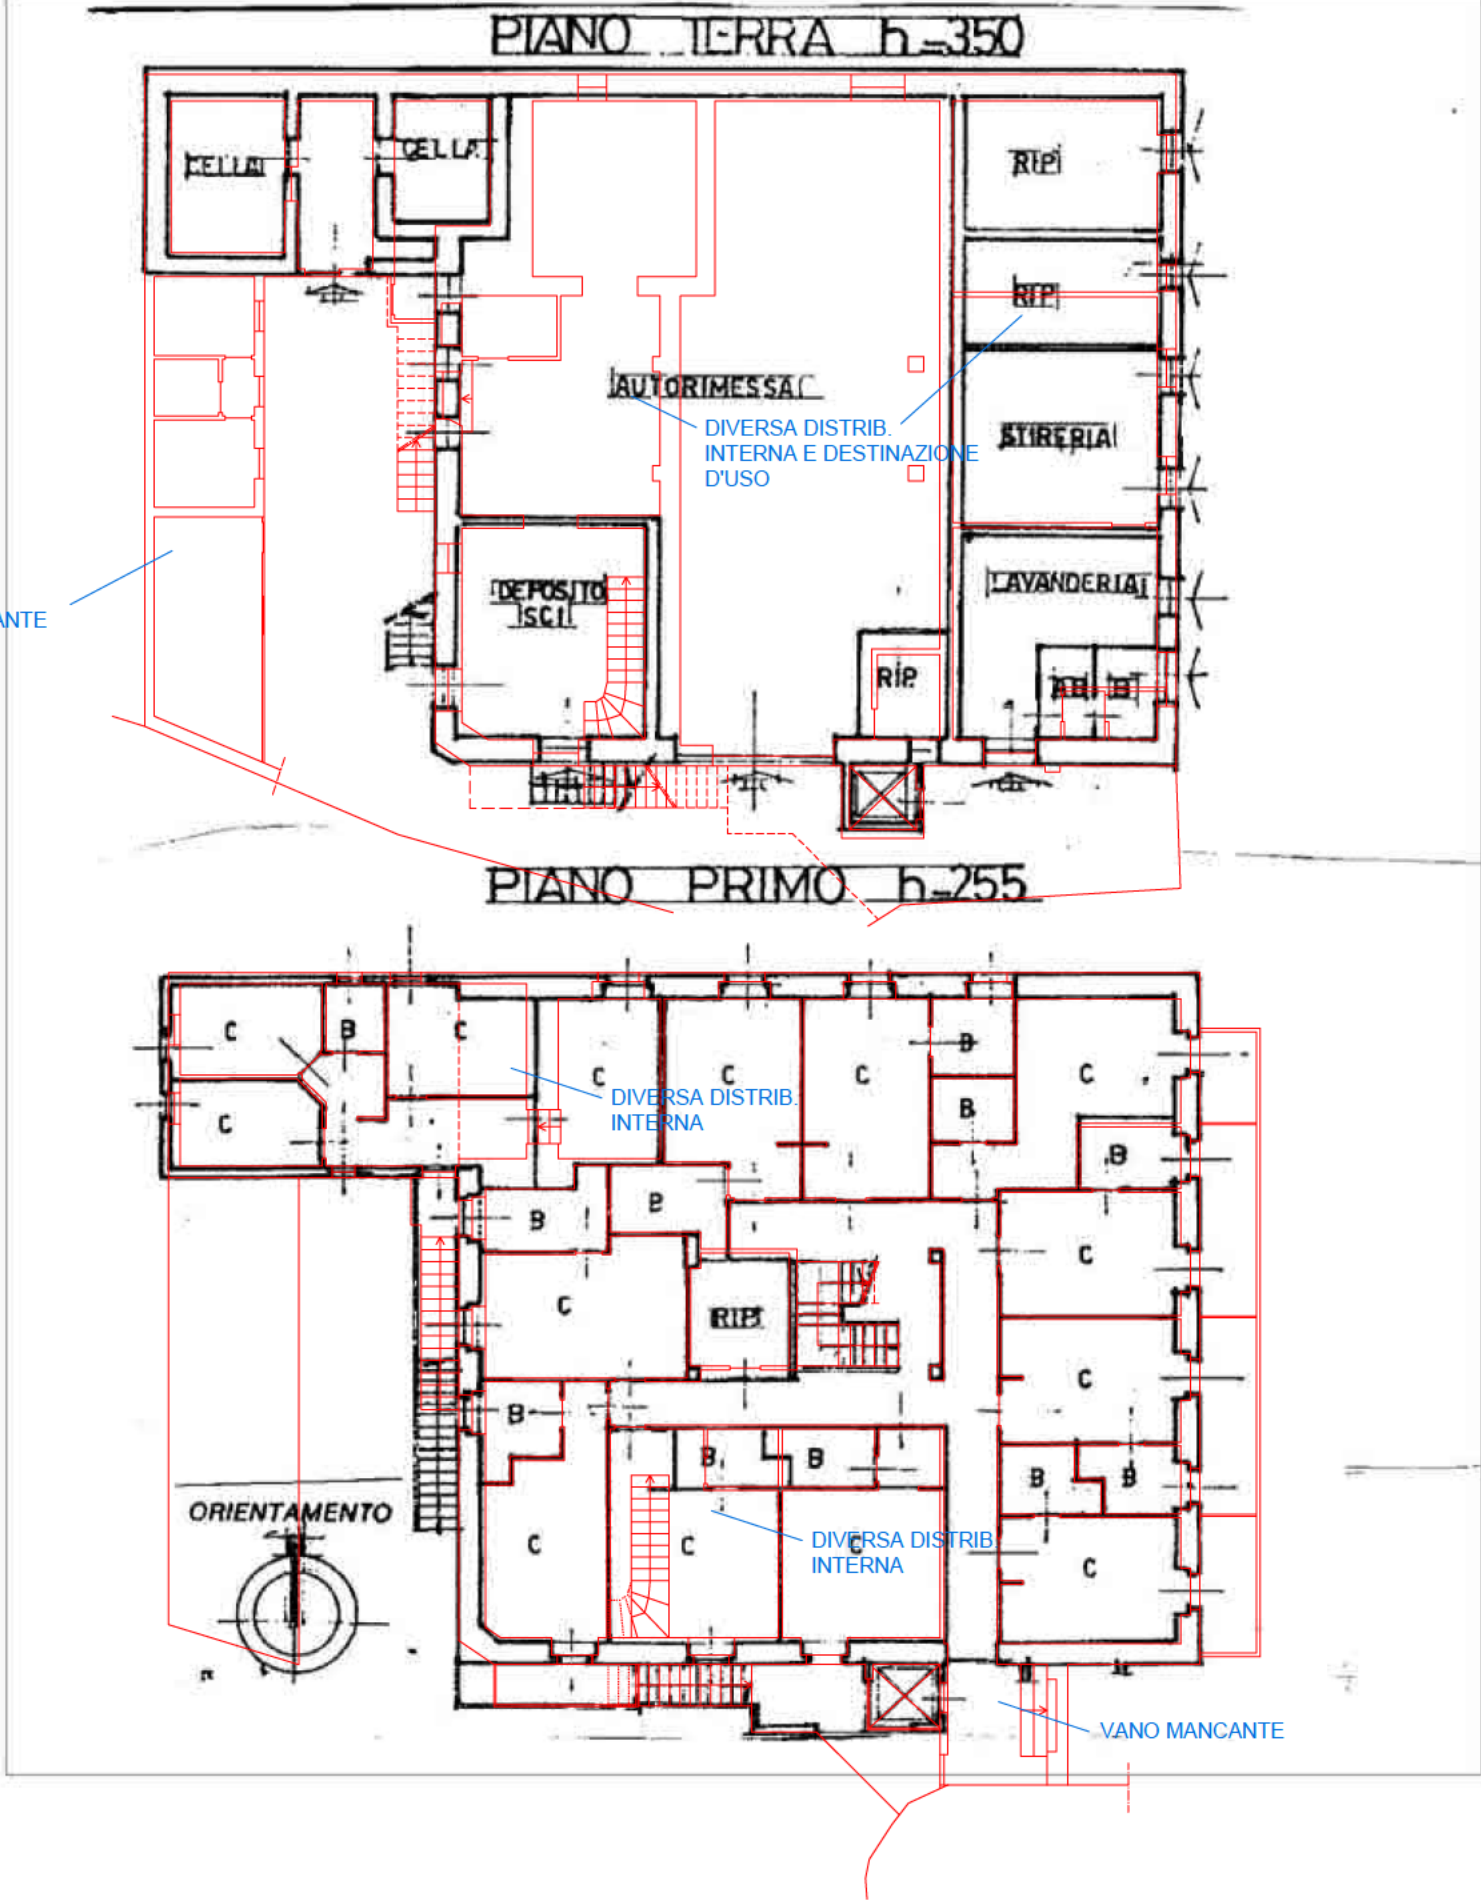 PIANO TERRA h=350
CELLA
CELLA
RIP.
RIP.
AUTORIMESSA
DIVERSA DISTRIB.
INTERNA E DESTINAZIONE
D'USO
STIRERIA
DEPOSITO
SCI
LAVANDERIA
ANTE
RIP.
B
PIANO PRIMO h=255
C
B
C
C
C
C
B
C
B
C
DIVERSA DISTRIB.
INTERNA
B
B
B
C
C
RIP.
C
B
B
B
B
B
ORIENTAMENTO
C
C
C
DIVERSA DISTRIB.
INTERNA
C
VANO MANCANTE